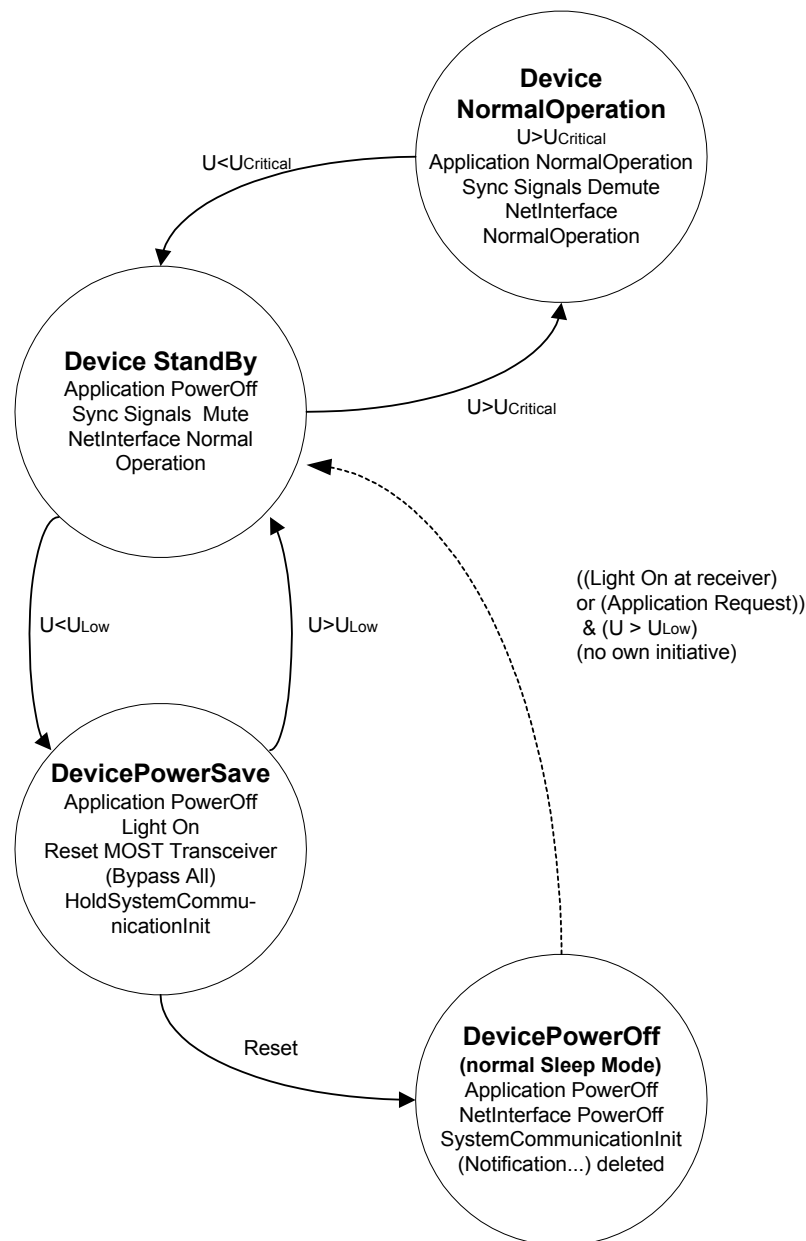 Device
NormalOperation
U>UCritical
Application NormalOperation
Sync Signals Demute
NetInterface
NormalOperation
U<UCritical
Device StandBy
Application PowerOff
Sync Signals Mute
NetInterface Normal
Operation
U>UCritical
((Light On at receiver)
or (Application Request))
& (U > ULow)
(no own initiative)
U<ULow
U>ULow
DevicePowerSave
Application PowerOff
Light On
Reset MOST Transceiver
(Bypass All)
HoldSystemCommu-
nicationInit
Reset
DevicePowerOff
(normal Sleep Mode)
Application PowerOff
NetInterface PowerOff
SystemCommunicationInit
(Notification...) deleted